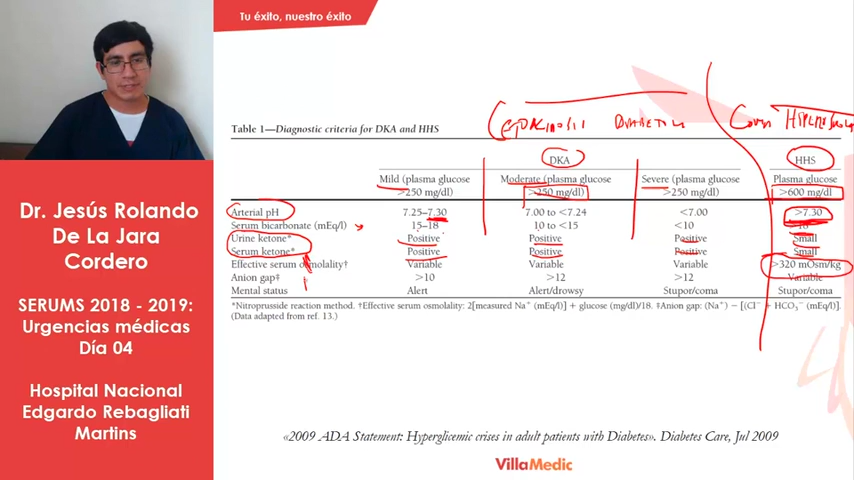 Tu éxito, nuestro éxito
Dr. Jesús Rolando
De La Jara
Cordero
SERUMS 2018 - 2019:
Urgencias médicas
Día 04
Hospital Nacional
Edgardo Rebagliati
Martins
Table 1—Diagnostic criteria for DKA and HHS
DKA HHS
Mild (plasma glucose Moderate (plasma glucose Severe (plasma glucose Plasma glucose
>250 mg/dl) >250 mg/dl) >250 mg/dl) >600 mg/dl
Arterial pH 7.25–7.30 7.00 to <7.24 <7.00 >7.30
Serum bicarbonate (mEq/l) 15–18 10 to <15 <10
Urine ketone* Positive Positive Positive Small
Serum ketone* Positive Positive Positive Small
Effective serum osmolality† Variable Variable Variable >320 mOsm/kg
Anion gap‡ >10 >12 >12 Variable
Mental status Alert Alert/drowsy Stupor/coma Stupor/coma
*Nitroprusside reaction method. †Effective serum osmolality: 2[measured Na⁺ (mEq/l)] + glucose (mg/dl)/18. ‡Anion gap: (Na⁺) − [(Cl⁻ + HCO₃⁻ (mEq/l)].
(Data adapted from ref. 13.)
«2009 ADA Statement: Hyperglicemic crises in adult patients with Diabetes». Diabetes Care, Jul 2009
VillaMedic